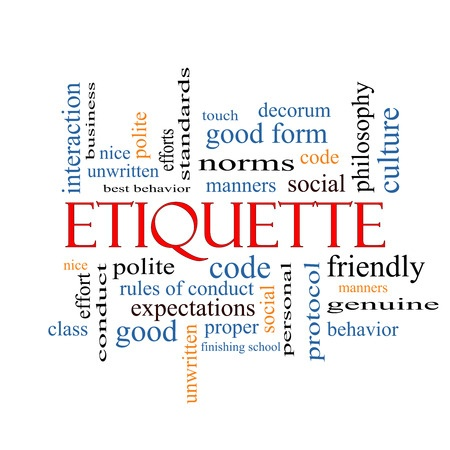 interaction
business
nice
unwritten
polite
efforts
standards
best behavior
touch
decorum
good form
norms
code
manners
social
philosophy
culture
ETIQUETTE
nice
effort
conduct
class
polite
rules of conduct
expectations
good
unwritten
code
proper
finishing school
social
personal
protocol
friendly
manners
genuine
behavior